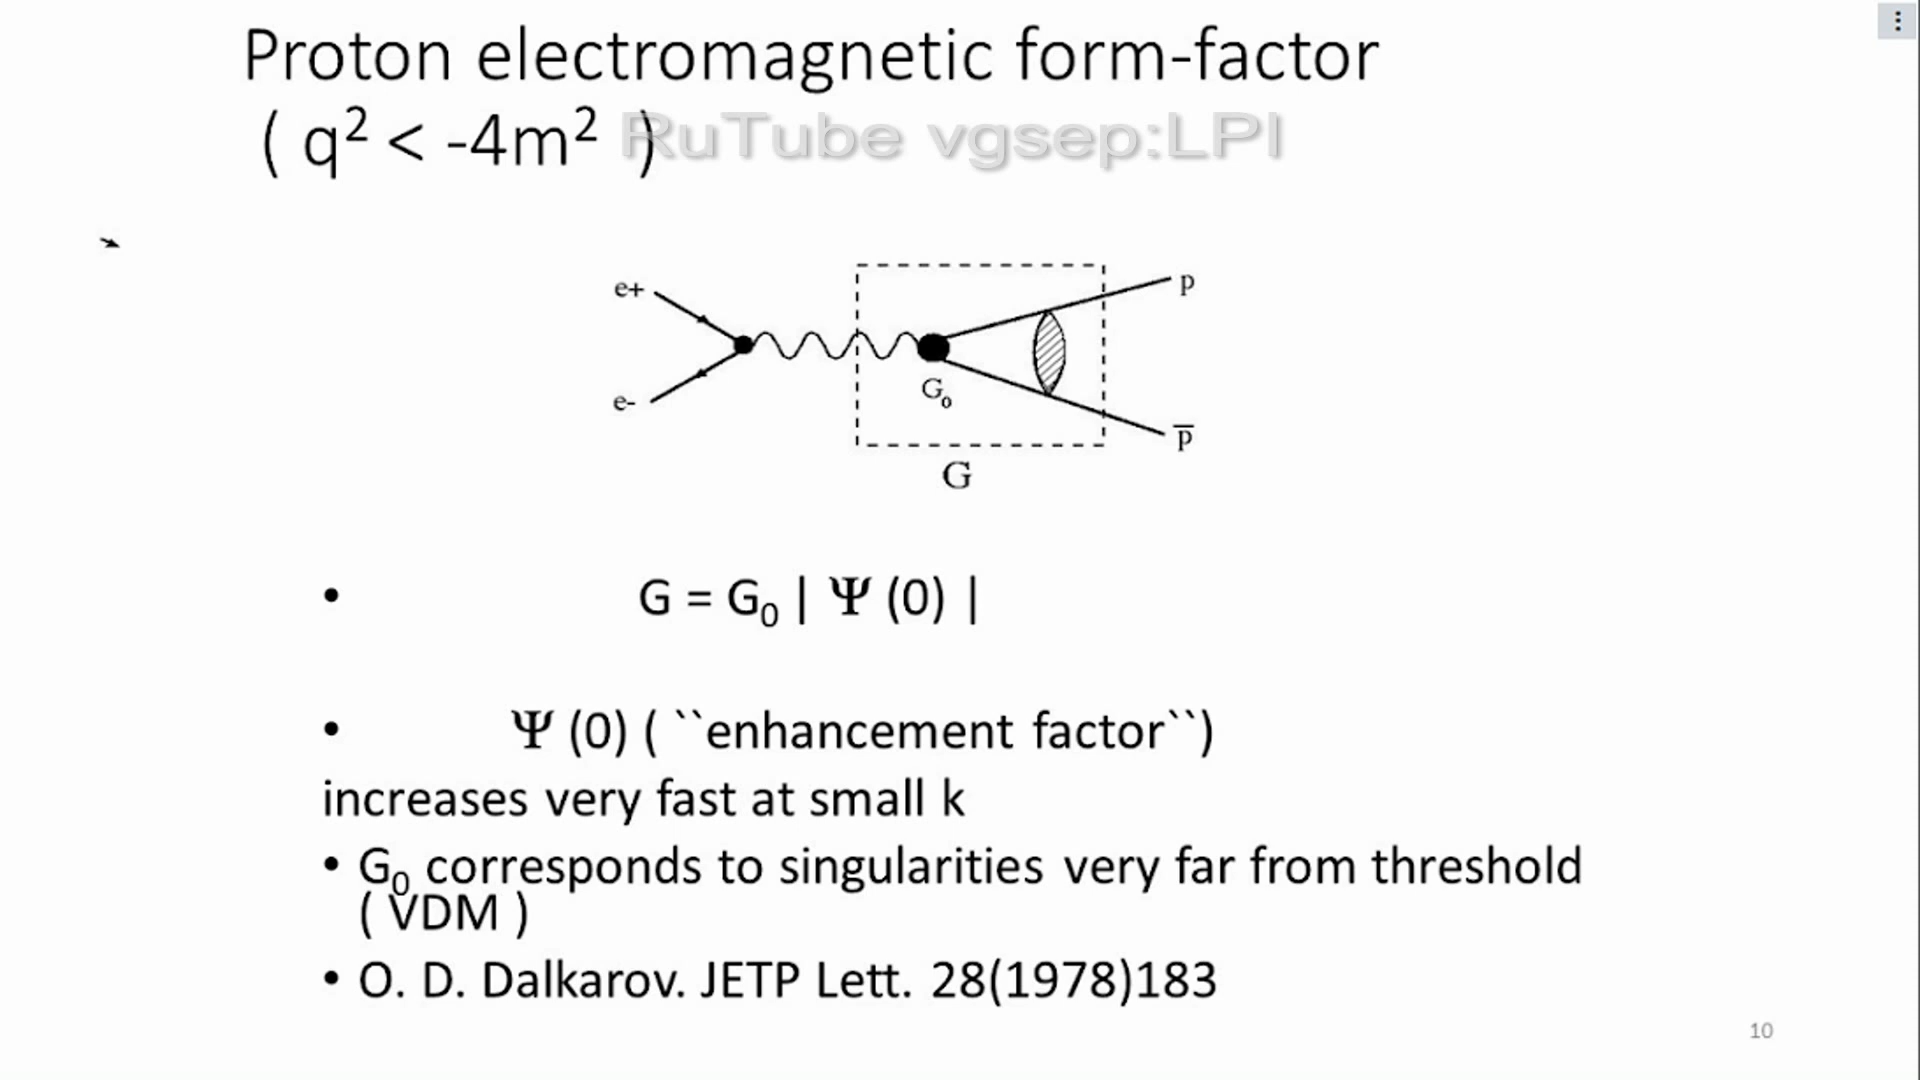 Proton electromagnetic form-factor
( q² < -4m² )
RuTube vgsep:LPI
e+
p
e-
G₀
p̅
G
• G = G₀ | Ψ (0) |
• Ψ (0) ( ``enhancement factor``)
increases very fast at small k
• G₀ corresponds to singularities very far from threshold
( VDM )
• O. D. Dalkarov. JETP Lett. 28(1978)183
10